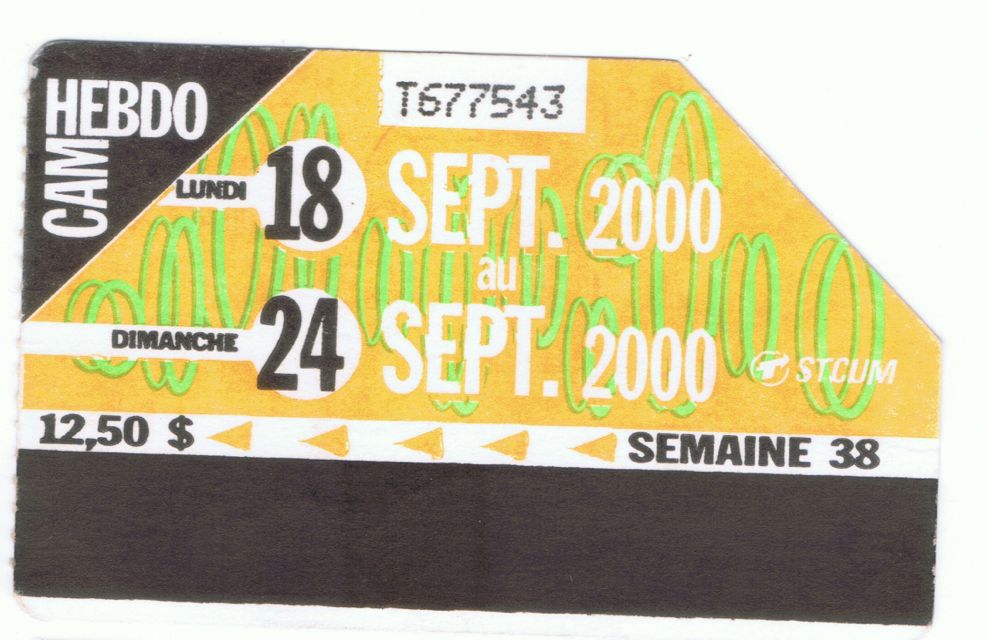 CAM HEBDO
T677543
LUNDI 18 SEPT. 2000
au
DIMANCHE 24 SEPT. 2000
STCUM
12,50 $ SEMAINE 38